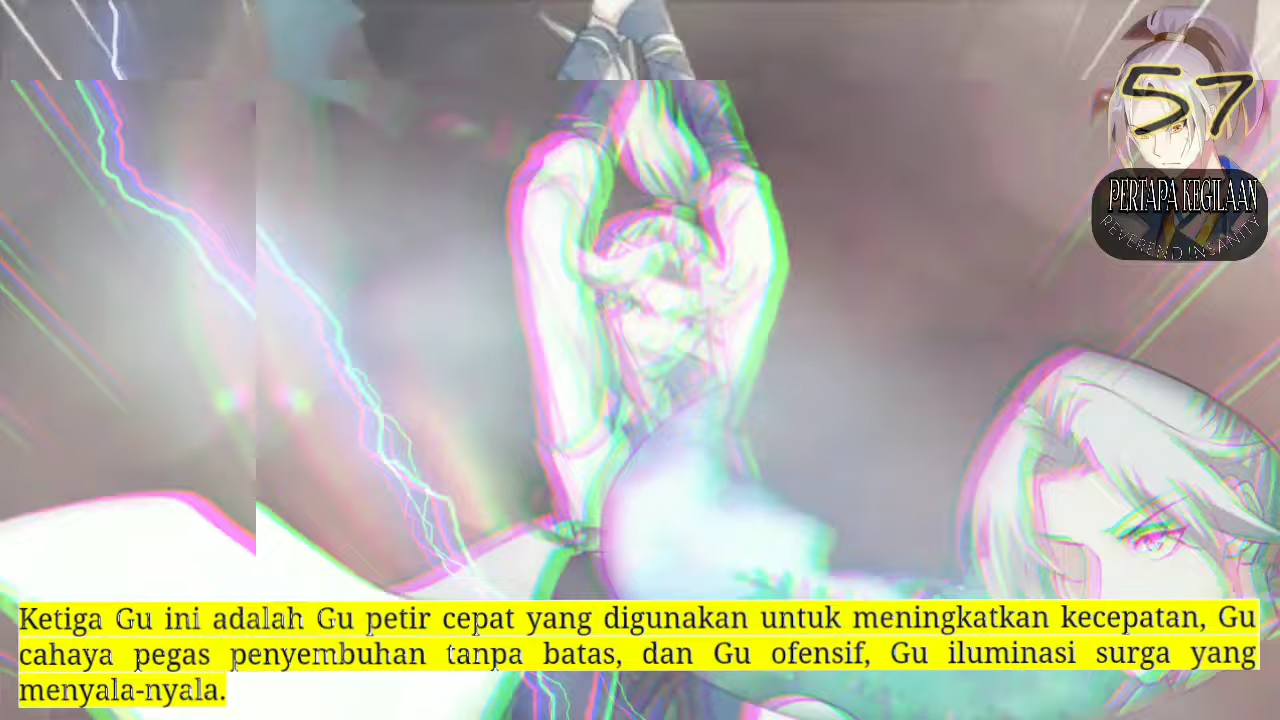 57
PERTAPA KEGILAAN
REVEREND INSANITY
Ketiga Gu ini adalah Gu petir cepat yang digunakan untuk meningkatkan kecepatan, Gu
cahaya pegas penyembuhan tanpa batas, dan Gu ofensif, Gu iluminasi surga yang
menyala-nyala.